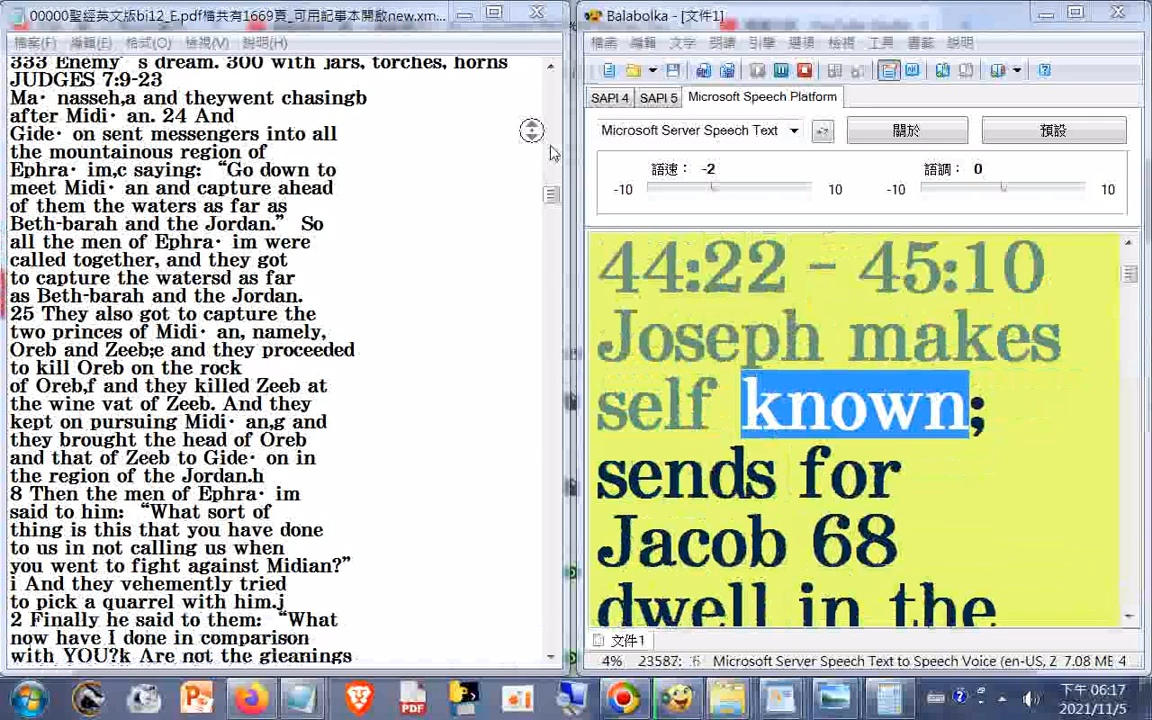 00000聖經英文版bi12_E.pdf檔共有1669頁_可用記事本開啟new.xm...
檔案(F) 編輯(E) 格式(O) 檢視(V) 說明(H)
333 Enemy's dream. 300 with jars, torches, horns
JUDGES 7:9-23
Ma· nasseh,a and theywent chasingb
after Midi· an. 24 And
Gide· on sent messengers into all
the mountainous region of
Ephra· im,c saying: “Go down to
meet Midi· an and capture ahead
of them the waters as far as
Beth-barah and the Jordan.” So
all the men of Ephra· im were
called together, and they got
to capture the watersd as far
as Beth-barah and the Jordan.
25 They also got to capture the
two princes of Midi· an, namely,
Oreb and Zeeb;e and they proceeded
to kill Oreb on the rock
of Oreb,f and they killed Zeeb at
the wine vat of Zeeb. And they
kept on pursuing Midi· an,g and
they brought the head of Oreb
and that of Zeeb to Gide· on in
the region of the Jordan.h
8 Then the men of Ephra· im
said to him: “What sort of
thing is this that you have done
to us in not calling us when
you went to fight against Midian?”
i And they vehemently tried
to pick a quarrel with him.j
2 Finally he said to them: “What
now have I done in comparison
with YOU?k Are not the gleanings
Balabolka - [文件1]
檔案 編輯 文字 朗讀 引擎 選項 檢視 工具 書籤 說明
SAPI 4 SAPI 5 Microsoft Speech Platform
Microsoft Server Speech Text 關於 預設
語速： -2 語調： 0
-10 10 -10 10
44:22 - 45:10
Joseph makes
self known;
sends for
Jacob 68
dwell in the
文件1
4% 23587: Microsoft Server Speech Text to Speech Voice (en-US, Z 7.08 ME 4
PDF
下午 06:17
2021/11/5